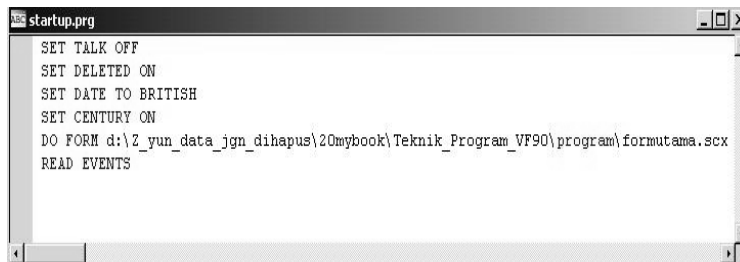 startup.prg
SET TALK OFF
SET DELETED ON
SET DATE TO BRITISH
SET CENTURY ON
DO FORM d:\Z_yun_data_jgn_dihapus\20mybook\Teknik_Program_VF90\program\formutama.scx
READ EVENTS